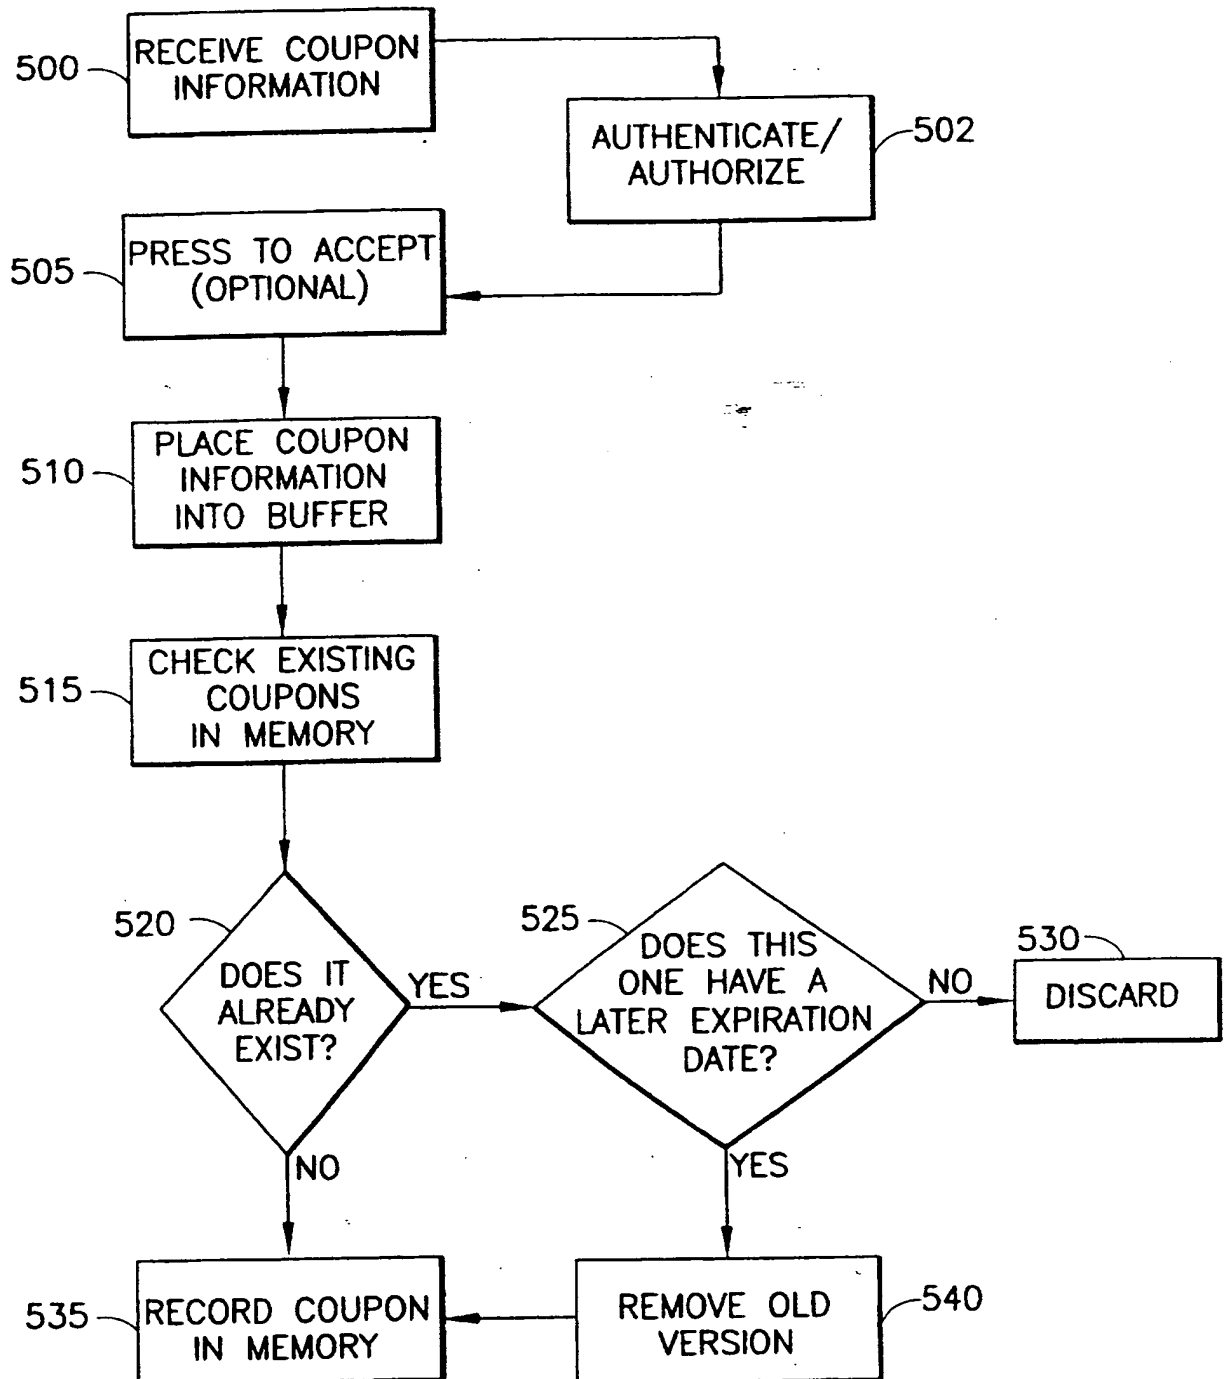 500
RECEIVE COUPON
INFORMATION
AUTHENTICATE/
AUTHORIZE
502
505
PRESS TO ACCEPT
(OPTIONAL)
510
PLACE COUPON
INFORMATION
INTO BUFFER
515
CHECK EXISTING
COUPONS
IN MEMORY
520
DOES IT
ALREADY
EXIST?
YES
NO
525
DOES THIS
ONE HAVE A
LATER EXPIRATION
DATE?
NO
YES
530
DISCARD
535
RECORD COUPON
IN MEMORY
REMOVE OLD
VERSION
540